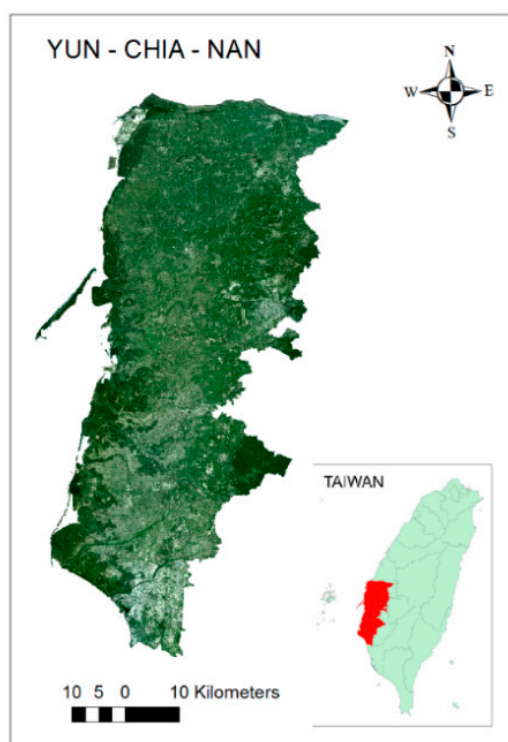 YUN - CHIA - NAN
N
W E
S
TAIWAN
10 5 0 10 Kilometers